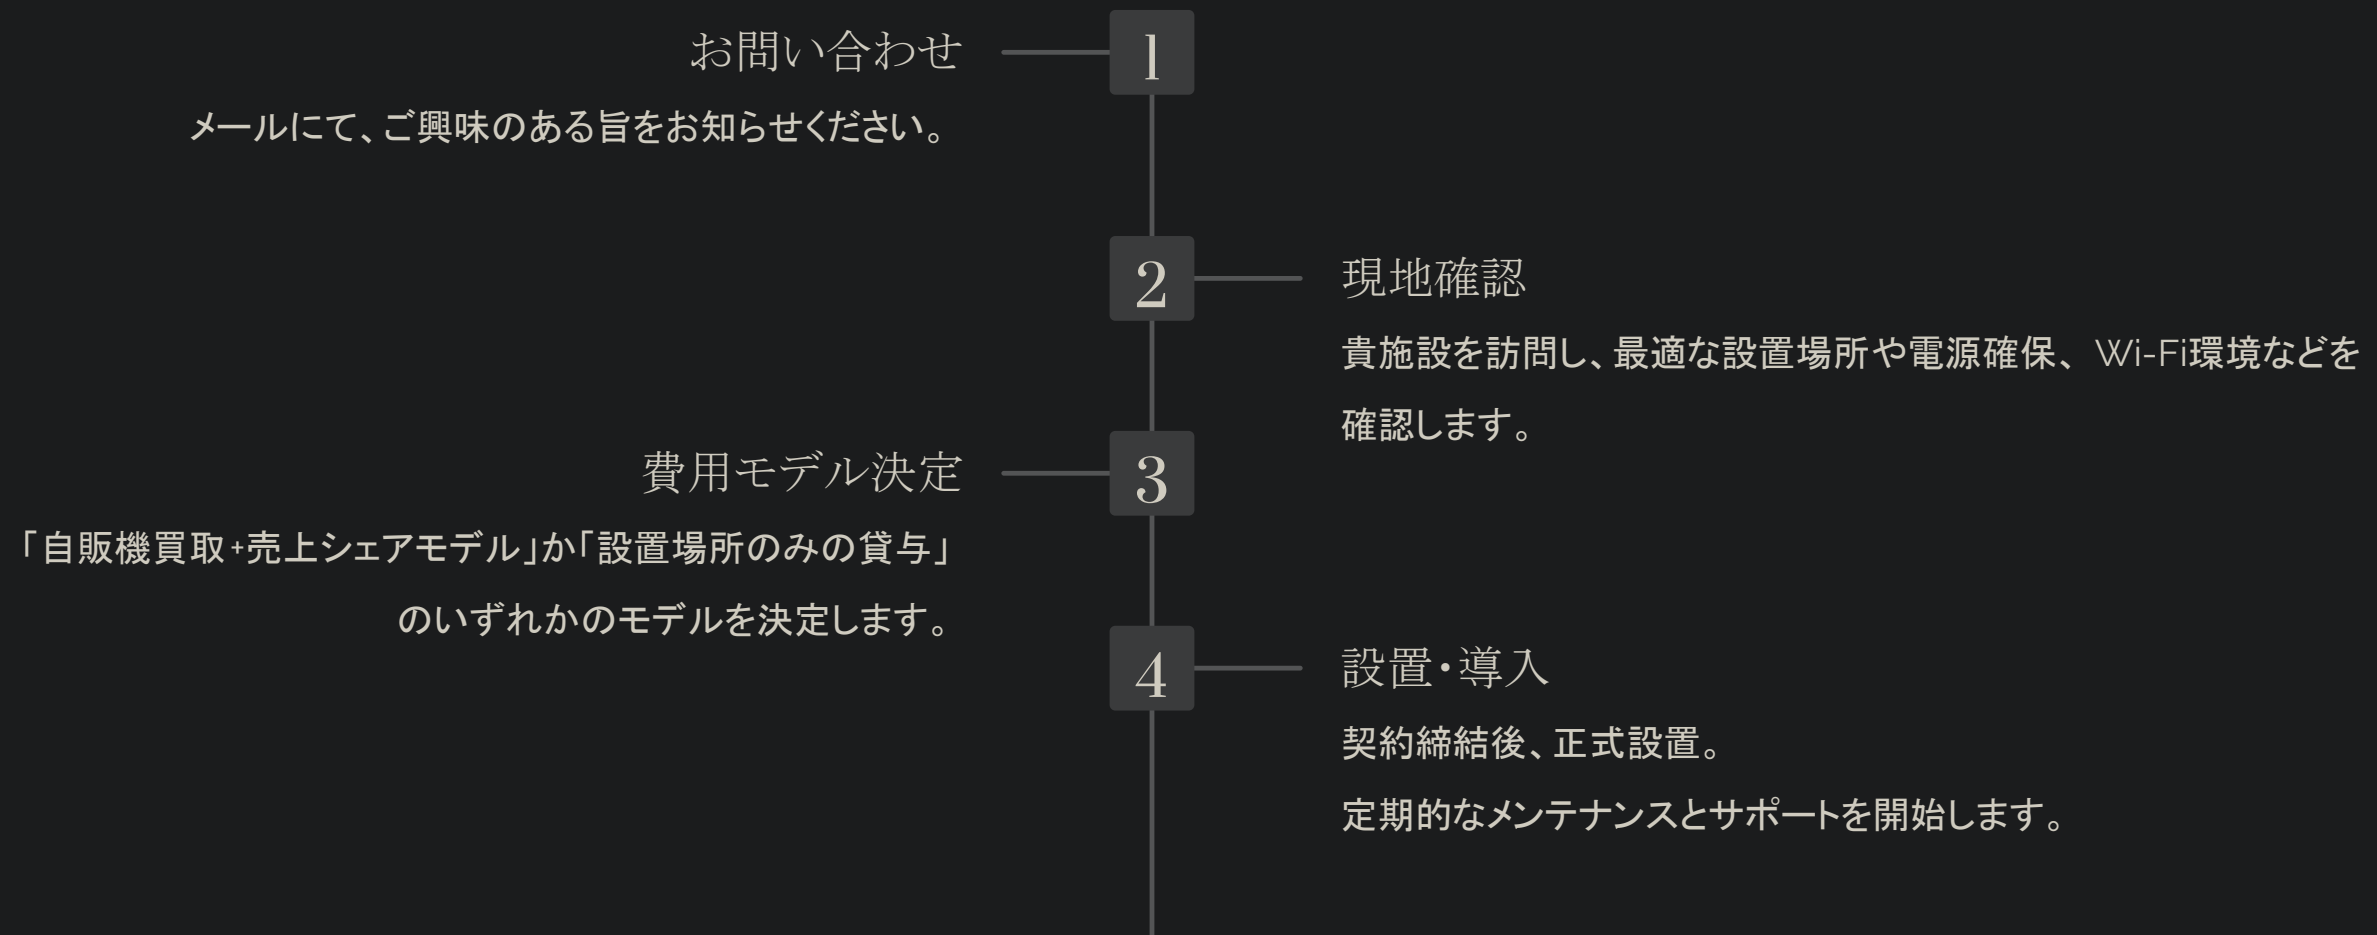 1
お問い合わせ
メールにて、ご興味のある旨をお知らせください。
2
現地確認
貴施設を訪問し、最適な設置場所や電源確保、Wi-Fi環境などを
確認します。
3
費用モデル決定
「自販機買取+売上シェアモデル」か「設置場所のみの貸与」
のいずれかのモデルを決定します。
4
設置・導入
契約締結後、正式設置。
定期的なメンテナンスとサポートを開始します。